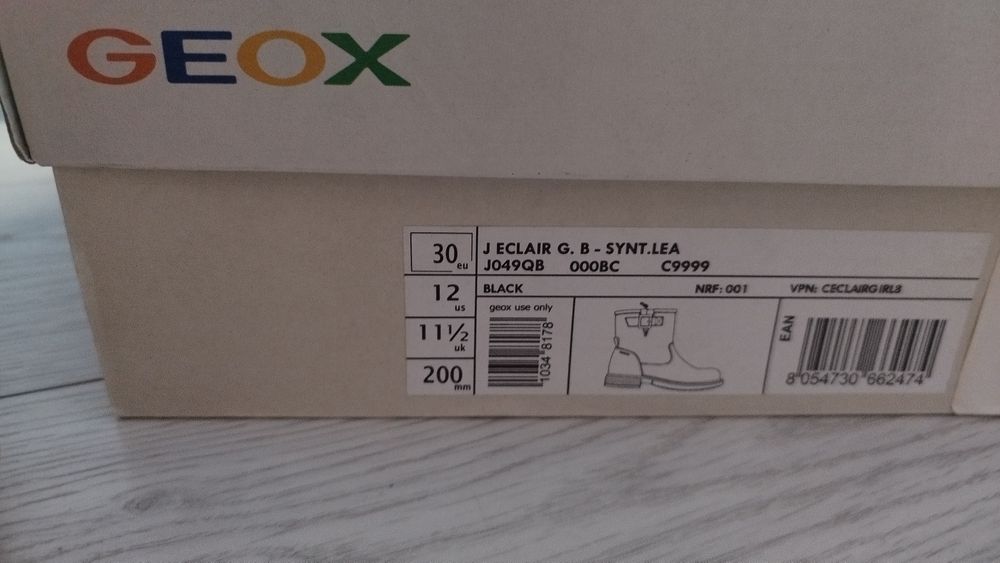 GEOX
30 eu
J ECLAIR G. B - SYNT.LEA
J049QB 000BC C9999
12 us
BLACK NRF: 001 VPN: CECLAIRGIRLB
11½ uk
geox use only
1034 8178
EAN
200 mm
8 054730 662474